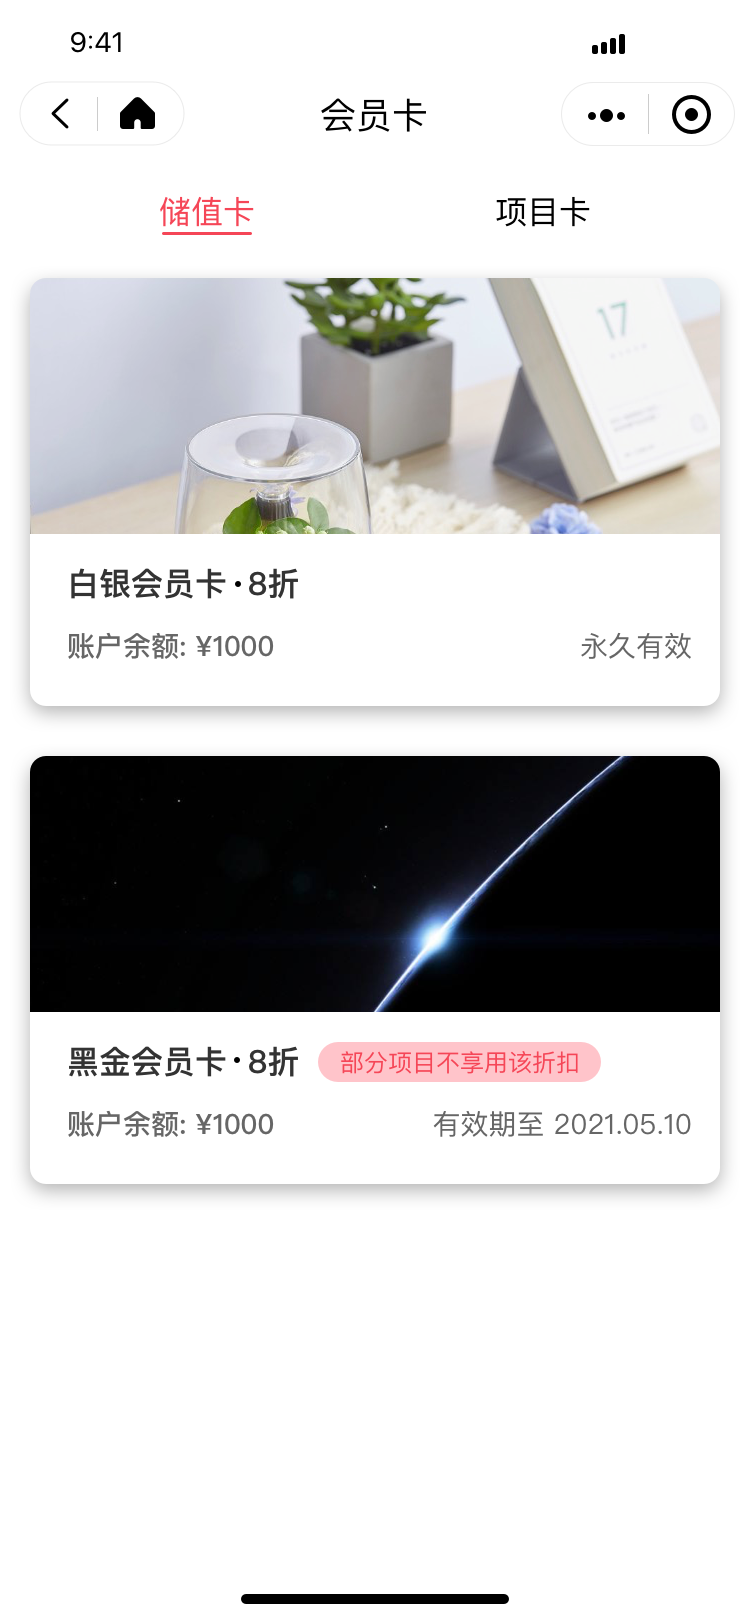 9:41
会员卡
储值卡 项目卡
17
白银会员卡·8折
账户余额: ¥1000 永久有效
黑金会员卡·8折 部分项目不享用该折扣
账户余额: ¥1000 有效期至 2021.05.10